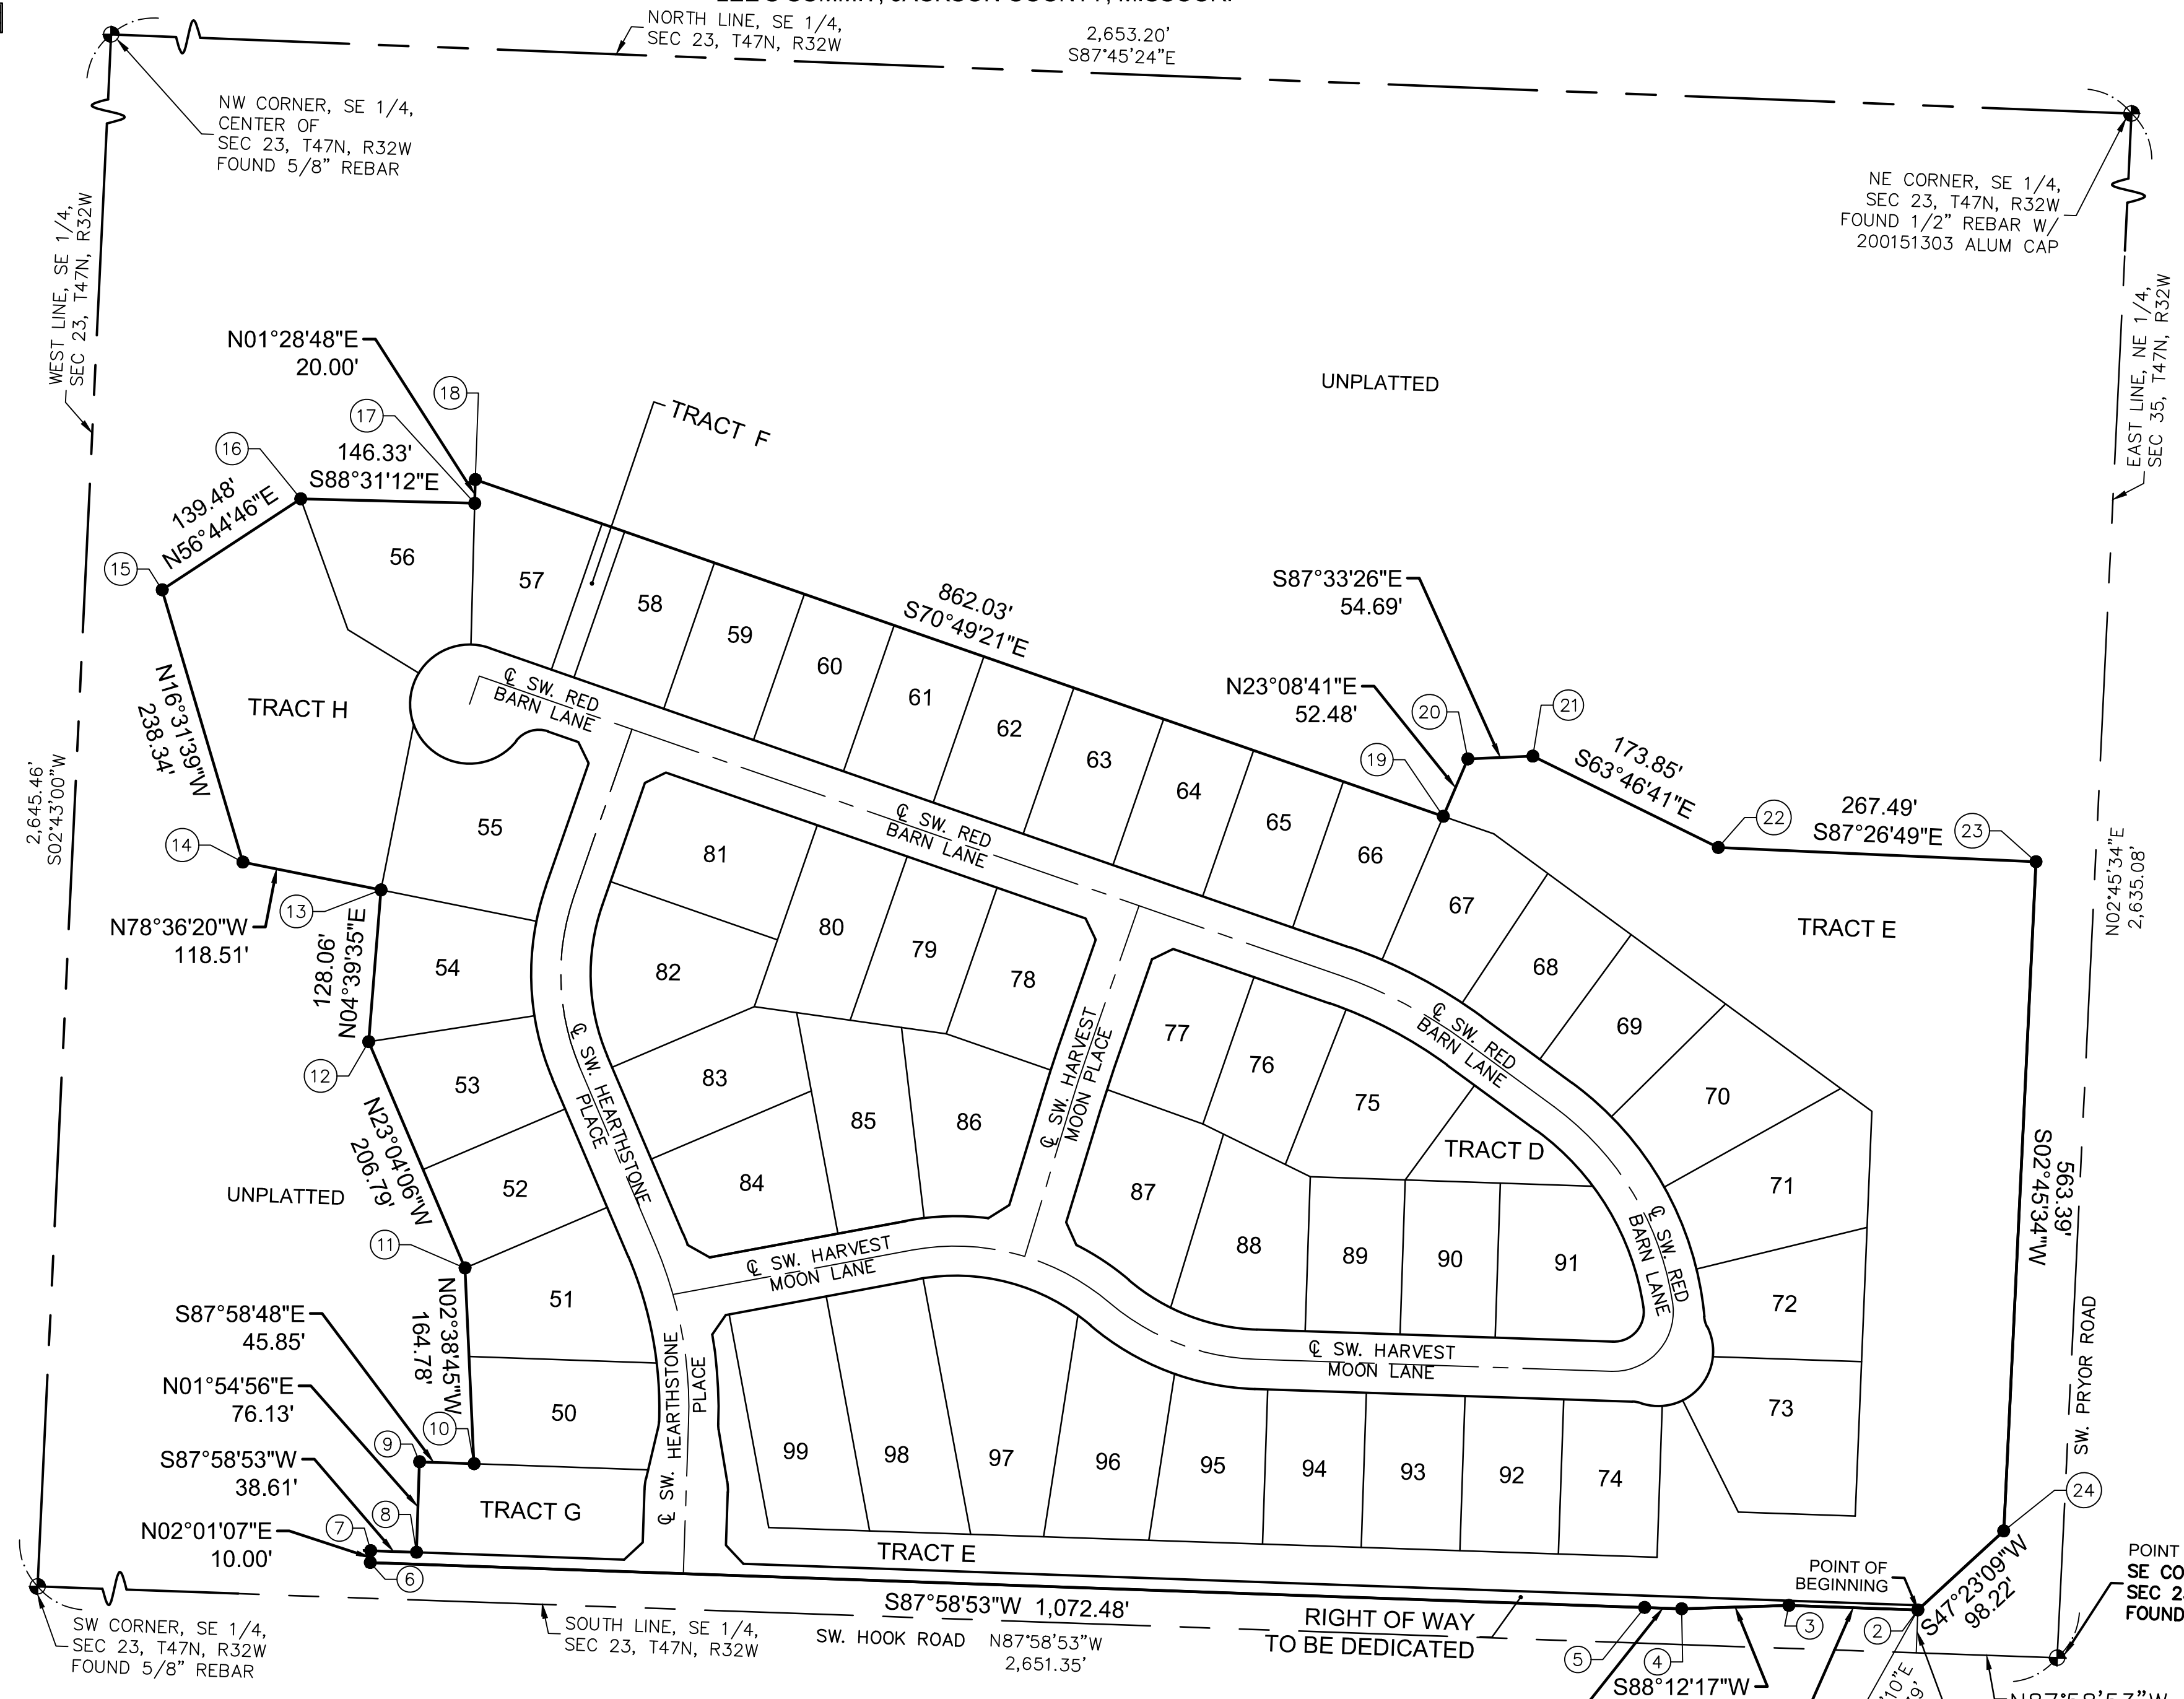 NORTH LINE, SE 1/4,
SEC 23, T47N, R32W
2,653.20'
S87°45'24"E
NW CORNER, SE 1/4,
CENTER OF
SEC 23, T47N, R32W
FOUND 5/8" REBAR
NE CORNER, SE 1/4,
SEC 23, T47N, R32W
FOUND 1/2" REBAR W/
200151303 ALUM CAP
WEST LINE, SE 1/4,
SEC 23, T47N, R32W
EAST LINE, NE 1/4,
SEC 35, T47N, R32W
N01°28'48"E
20.00'
18
17
16
146.33'
S88°31'12"E
139.48'
N56°44'46"E
15
TRACT F
UNPLATTED
56
57
58
59
60
61
62
63
64
65
66
862.03'
S70°49'21"E
S87°33'26"E
54.69'
N23°08'41"E
52.48'
20
21
19
173.85'
S63°46'41"E
22
267.49'
S87°26'49"E
23
TRACT H
N16°31'39"W
238.34'
℄ SW. RED
BARN LANE
℄ SW. RED
BARN LANE
2,645.46'
S02°43'00"W
14
13
N78°36'20"W
118.51'
55
81
80
79
78
82
54
128.06'
N04°39'35"E
12
67
68
69
70
TRACT E
N02°45'34"E
2,635.08'
℄ SW. RED
BARN LANE
77
76
75
TRACT D
℄ SW. HARVEST
MOON PLACE
℄ SW. HEARTHSTONE
PLACE
53
83
85
86
84
52
N23°04'06"W
206.79'
UNPLATTED
11
87
88
89
90
91
71
72
73
℄ SW. RED
BARN LANE
S02°45'34"W
563.39'
SW. PRYOR ROAD
℄ SW. HARVEST
MOON LANE
℄ SW. HARVEST
MOON LANE
51
50
S87°58'48"E
45.85'
N02°38'45"W
164.78'
N01°54'56"E
76.13'
10
9
S87°58'53"W
38.61'
8
7
N02°01'07"E
10.00'
6
TRACT G
℄ SW. HEARTHSTONE
PLACE
99
98
97
96
95
94
93
92
74
TRACT E
24
S47°23'09"W
98.22'
POINT OF
BEGINNING
POINT
SE CO
SEC 2
FOUND
SW CORNER, SE 1/4,
SEC 23, T47N, R32W
FOUND 5/8" REBAR
SOUTH LINE, SE 1/4,
SEC 23, T47N, R32W
S87°58'53"W 1,072.48'
SW. HOOK ROAD
N87°58'53"W
2,651.35'
RIGHT OF WAY
TO BE DEDICATED
5
4
3
2
S88°12'17"W